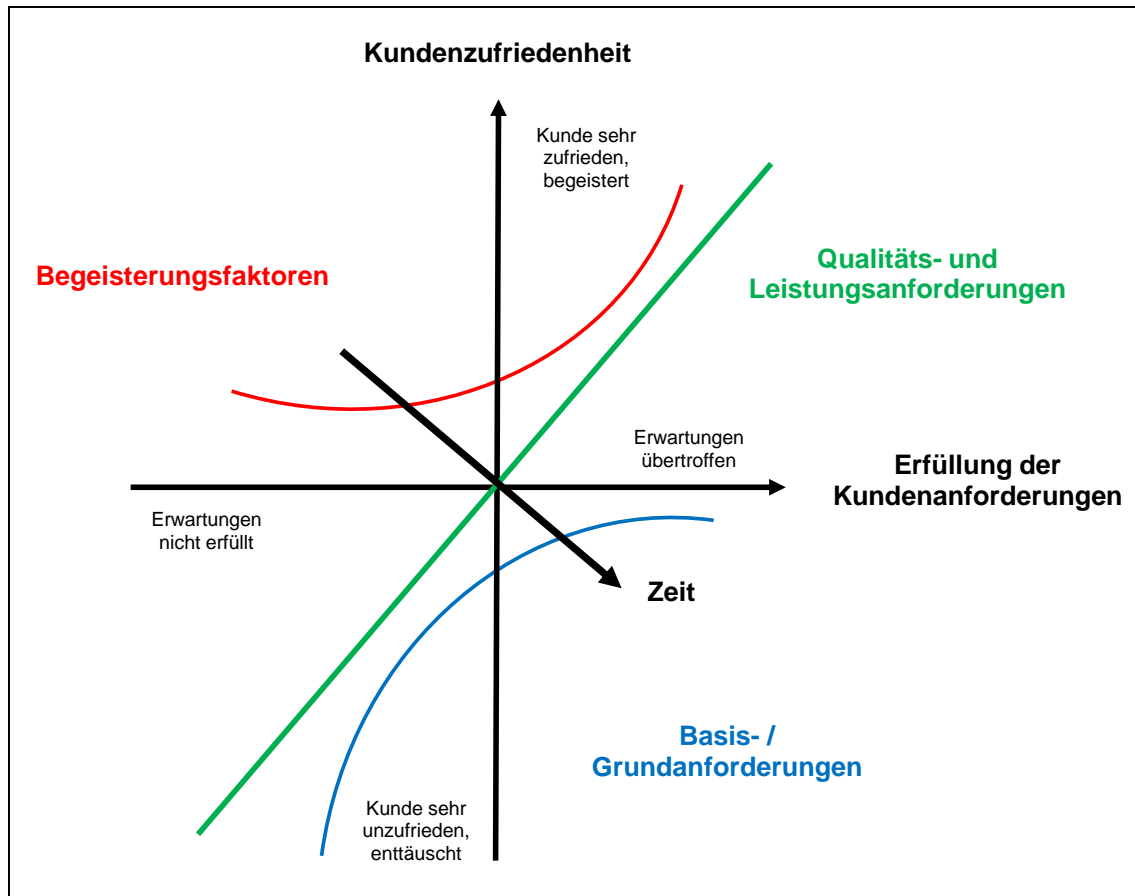 Kundenzufriedenheit
Kunde sehr
zufrieden,
begeistert
Begeisterungsfaktoren
Qualitäts- und
Leistungsanforderungen
Erwartungen
übertroffen
Erfüllung der
Kundenanforderungen
Erwartungen
nicht erfüllt
Zeit
Basis- /
Grundanforderungen
Kunde sehr
unzufrieden,
enttäuscht